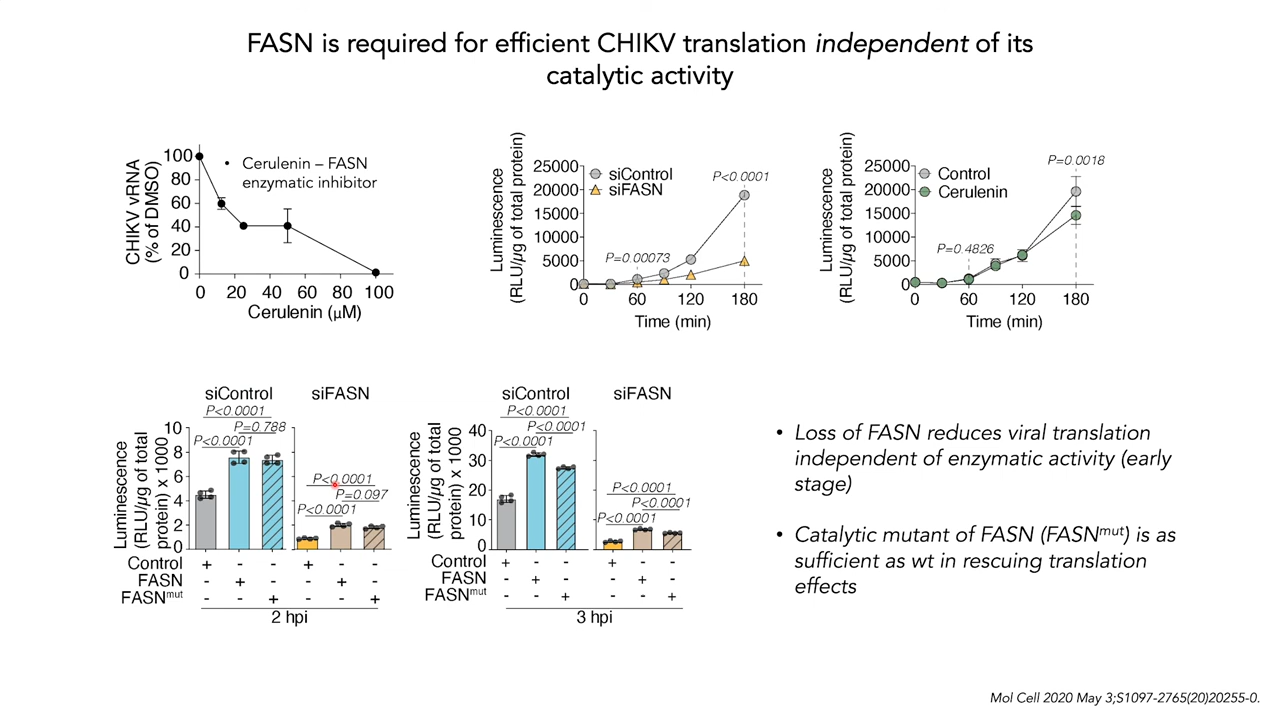 FASN is required for efficient CHIKV translation independent of its
catalytic activity
CHIKV vRNA
(% of DMSO)
100
80
60
40
20
0
0 20 40 60 80 100
Cerulenin (μM)
• Cerulenin – FASN
enzymatic inhibitor
Luminescence
(RLU/μg of total protein)
25000
20000
15000
10000
5000
0
siControl
siFASN
P<0.0001
P=0.00073
0 60 120 180
Time (min)
Luminescence
(RLU/μg of total protein)
25000
20000
15000
10000
5000
0
Control
Cerulenin
P=0.0018
P=0.4826
0 60 120 180
Time (min)
siControl siFASN
P<0.0001
P=0.788
P<0.0001
P<0.0001
P=0.097
P<0.0001
Luminescence
(RLU/μg of total
protein) x 1000
10
8
6
4
2
0
Control + - - + - -
FASN - + - - + -
FASNmut - - + - - +
2 hpi
siControl siFASN
P<0.0001
P<0.0001
P<0.0001
P<0.0001
P<0.0001
P<0.0001
Luminescence
(RLU/μg of total
protein) x 1000
40
30
20
10
0
Control + - - + - -
FASN - + - - + -
FASNmut - - + - - +
3 hpi
• Loss of FASN reduces viral translation
independent of enzymatic activity (early
stage)
• Catalytic mutant of FASN (FASNmut) is as
sufficient as wt in rescuing translation
effects
Mol Cell 2020 May 3;S1097-2765(20)20255-0.